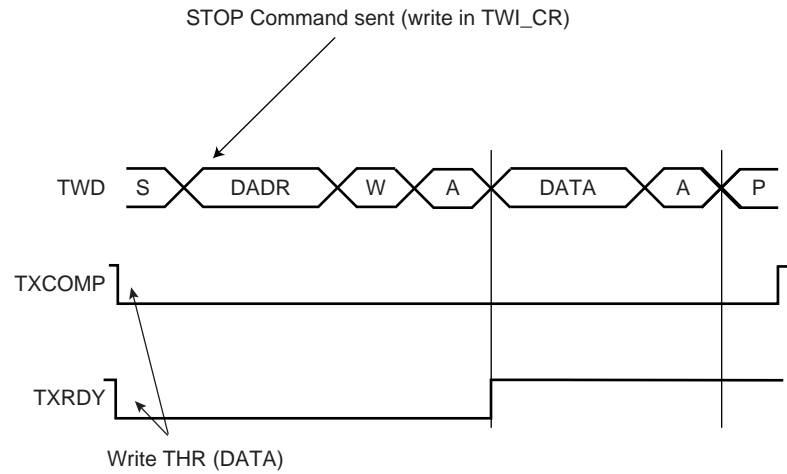 STOP Command sent (write in TWI_CR)
TWD S DADR W A DATA A P
TXCOMP
TXRDY
Write THR (DATA)